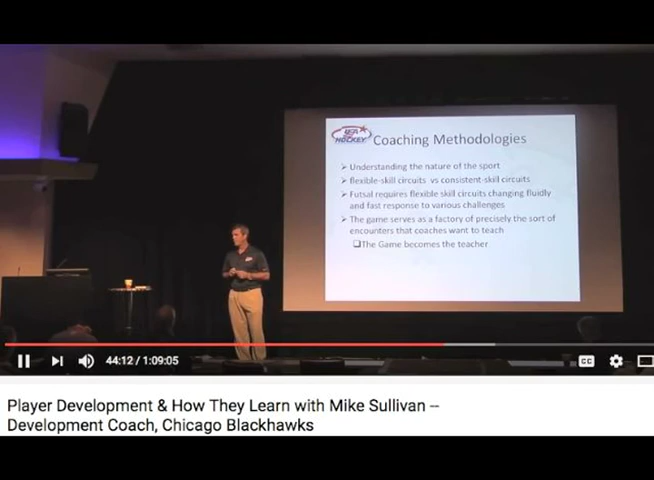 USA
HOCKEY
Coaching Methodologies
Understanding the nature of the sport
flexible-skill circuits vs consistent-skill circuits
Futsal requires flexible skill circuits changing fluidly
and fast response to various challenges
The game serves as a factory of precisely the sort of
encounters that coaches want to teach
The Game becomes the teacher
44:12 / 1:09:05
CC
Player Development & How They Learn with Mike Sullivan --
Development Coach, Chicago Blackhawks